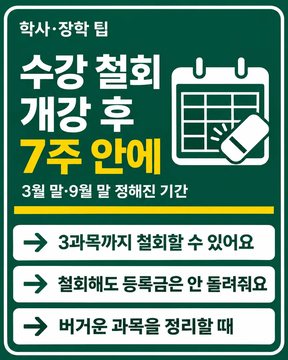 학사·장학 팁
수강 철회
개강 후
7주 안에
3월 말·9월 말 정해진 기간
3과목까지 철회할 수 있어요
철회해도 등록금은 안 돌려줘요
버거운 과목을 정리할 때